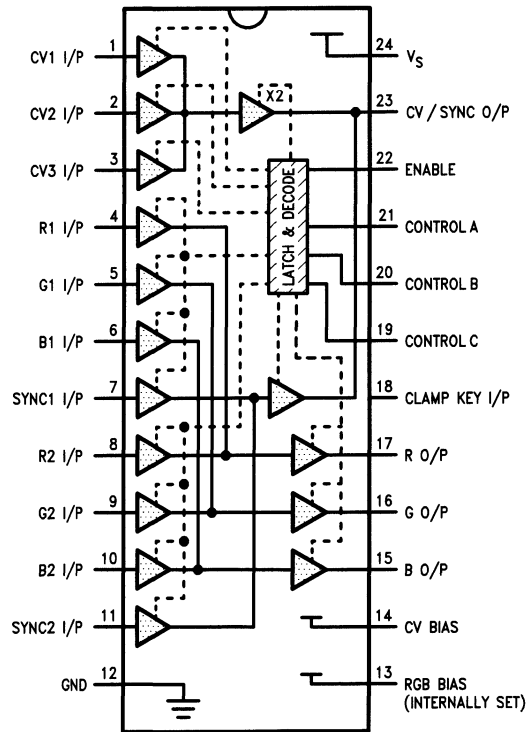 CV1 I/P 1
CV2 I/P 2
CV3 I/P 3
R1 I/P 4
G1 I/P 5
B1 I/P 6
SYNC1 I/P 7
R2 I/P 8
G2 I/P 9
B2 I/P 10
SYNC2 I/P 11
GND 12
X2
LATCH & DECODE
24 VS
23 CV / SYNC O/P
22 ENABLE
21 CONTROL A
20 CONTROL B
19 CONTROL C
18 CLAMP KEY I/P
17 R O/P
16 G O/P
15 B O/P
14 CV BIAS
13 RGB BIAS
(INTERNALLY SET)